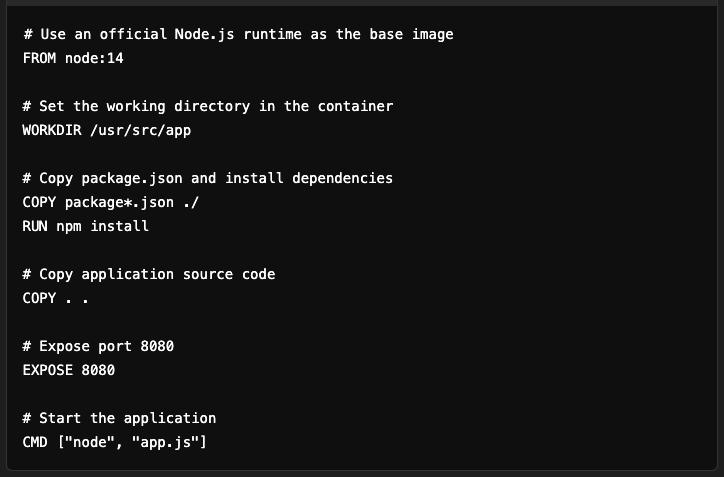 # Use an official Node.js runtime as the base image
FROM node:14
# Set the working directory in the container
WORKDIR /usr/src/app
# Copy package.json and install dependencies
COPY package*.json ./
RUN npm install
# Copy application source code
COPY . .
# Expose port 8080
EXPOSE 8080
# Start the application
CMD ["node", "app.js"]